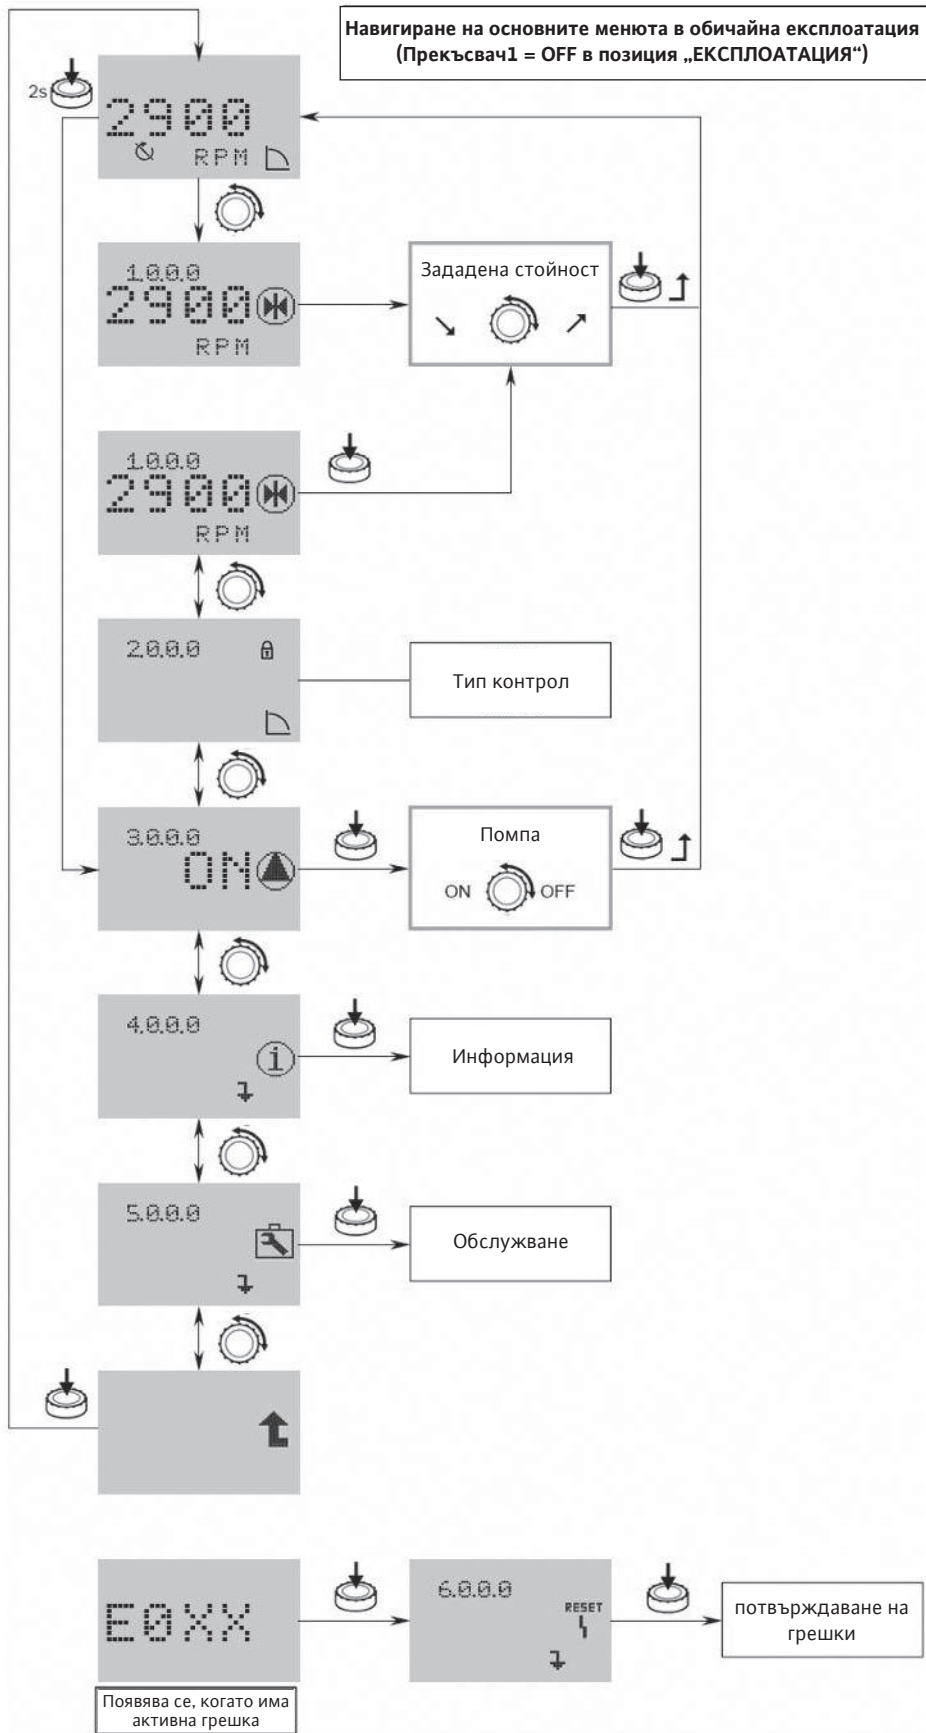 Навигиране на основните менюта в обичайна експлоатация
(Прекъсвач1 = OFF в позиция „ЕКСПЛОАТАЦИЯ“)
2s
2900
RPM
1.0.0.0
2900
RPM
Зададена стойност
1.0.0.0
2900
RPM
2.0.0.0
Тип контрол
3.0.0.0
ON
Помпа
ON OFF
4.0.0.0
i
Информация
5.0.0.0
Обслужване
E0XX
6.0.0.0
RESET
потвърждаване на
грешки
Появява се, когато има
активна грешка